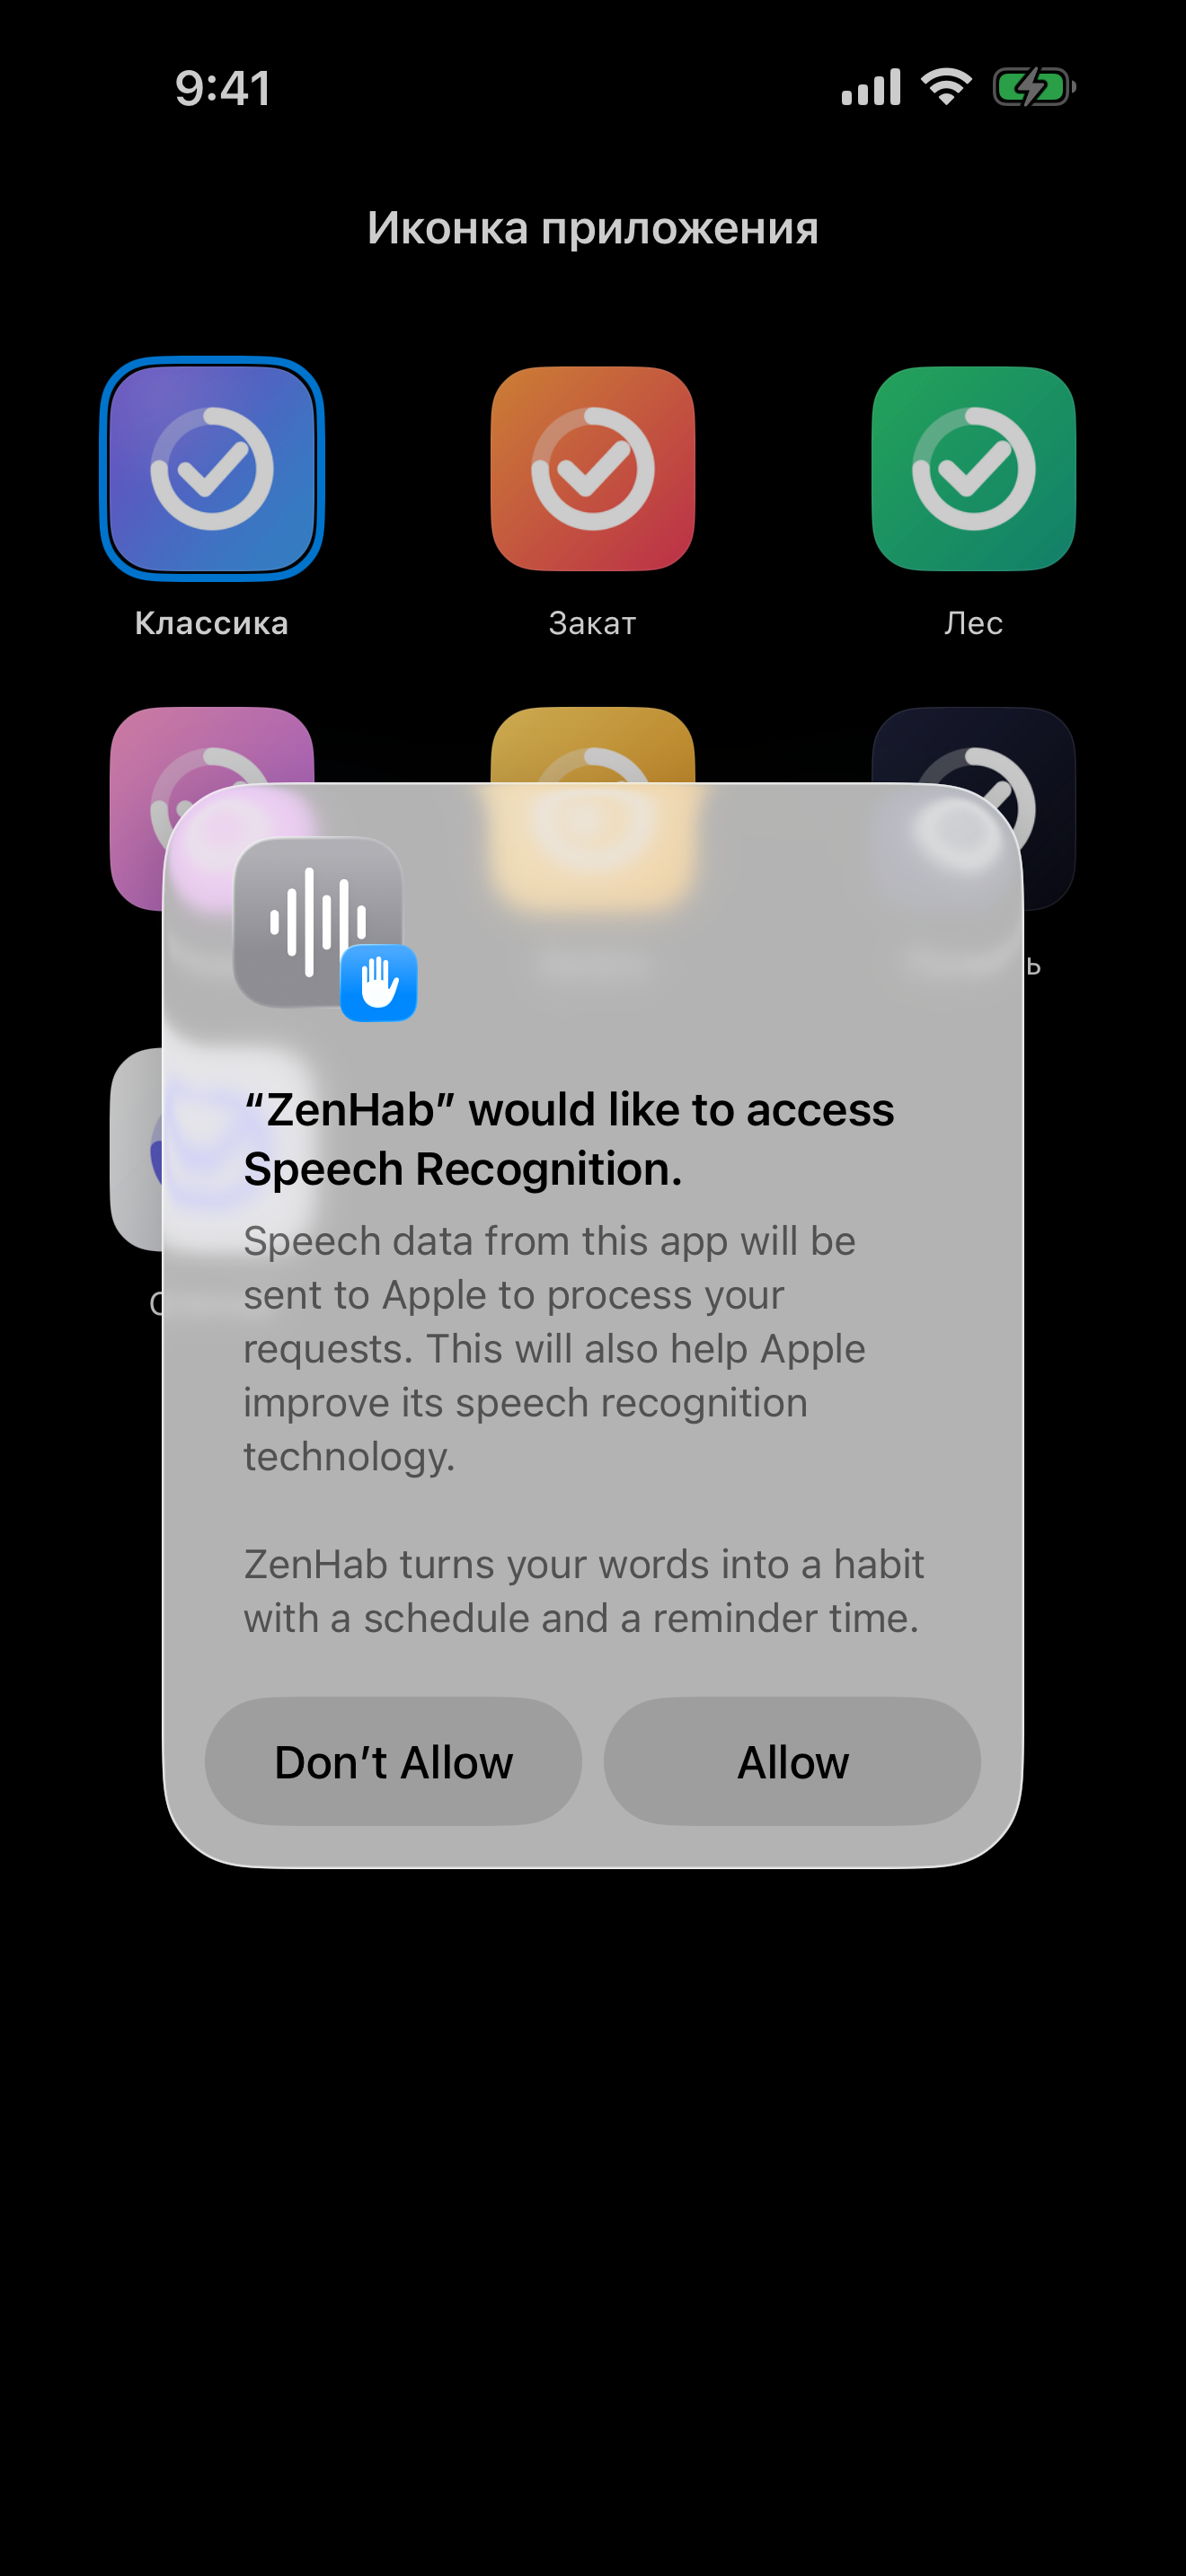 9:41
Иконка приложения
Классика
Закат
Лес
“ZenHab” would like to access
Speech Recognition.
Speech data from this app will be
sent to Apple to process your
requests. This will also help Apple
improve its speech recognition
technology.
ZenHab turns your words into a habit
with a schedule and a reminder time.
Don’t Allow
Allow